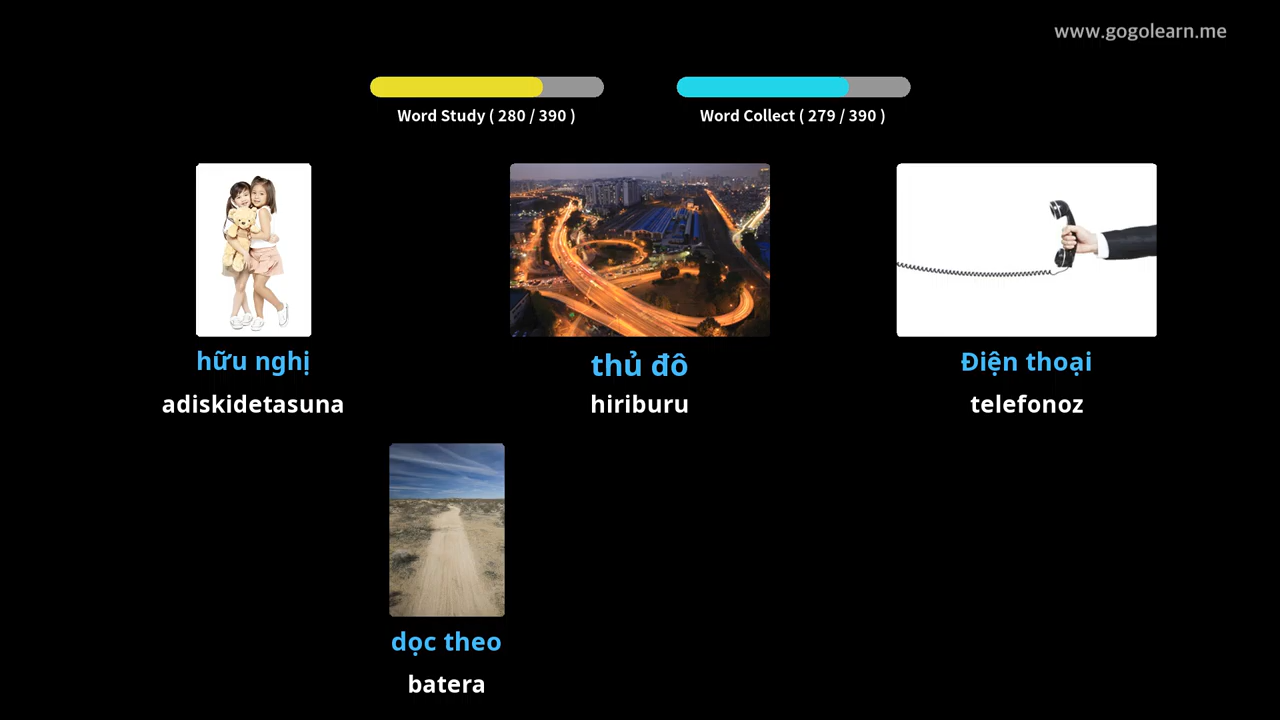 www.gogolearn.me
Word Study ( 280 / 390 )
Word Collect ( 279 / 390 )
hữu nghị
thủ đô
Điện thoại
adiskidetasuna
hiriburu
telefonoz
dọc theo
batera